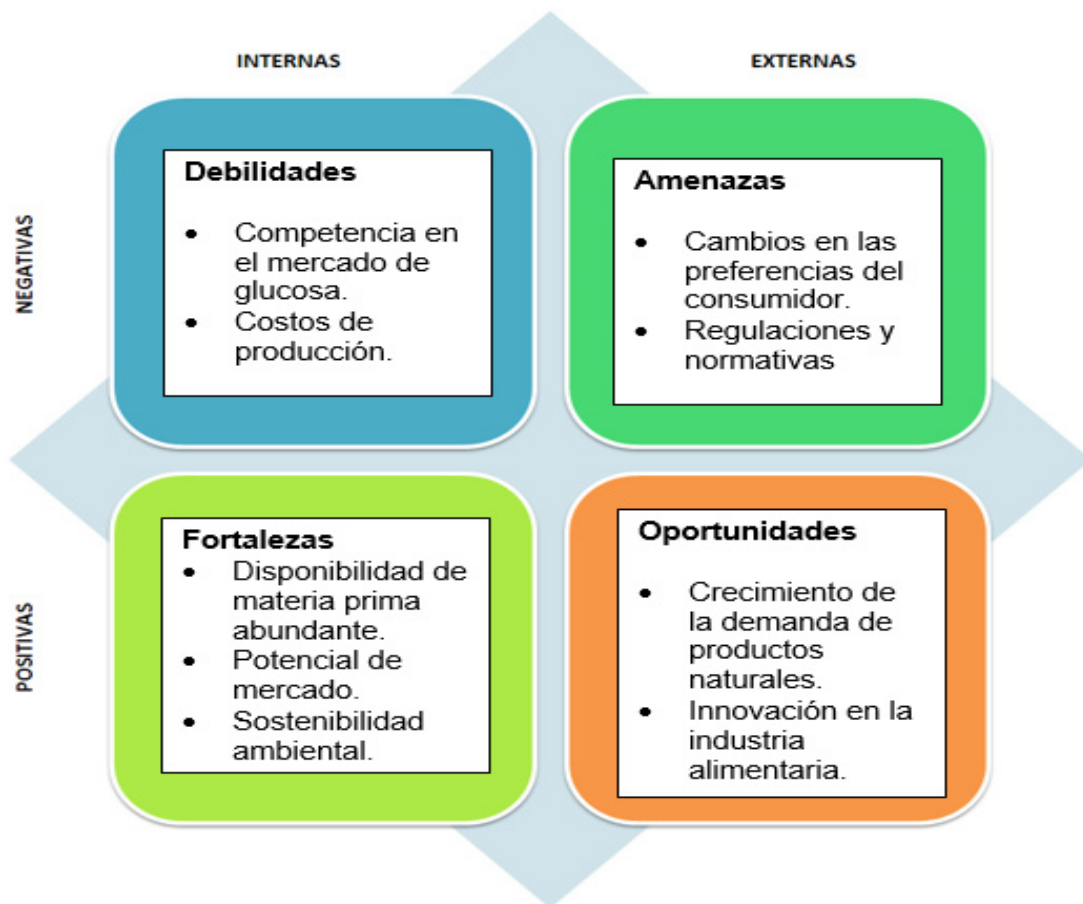 INTERNAS
EXTERNAS
NEGATIVAS
Debilidades
• Competencia en
el mercado de
glucosa.
• Costos de
producción.
Amenazas
• Cambios en las
preferencias del
consumidor.
• Regulaciones y
normativas
POSITIVAS
Fortalezas
• Disponibilidad de
materia prima
abundante.
• Potencial de
mercado.
• Sostenibilidad
ambiental.
Oportunidades
• Crecimiento de
la demanda de
productos
naturales.
• Innovación en la
industria
alimentaria.